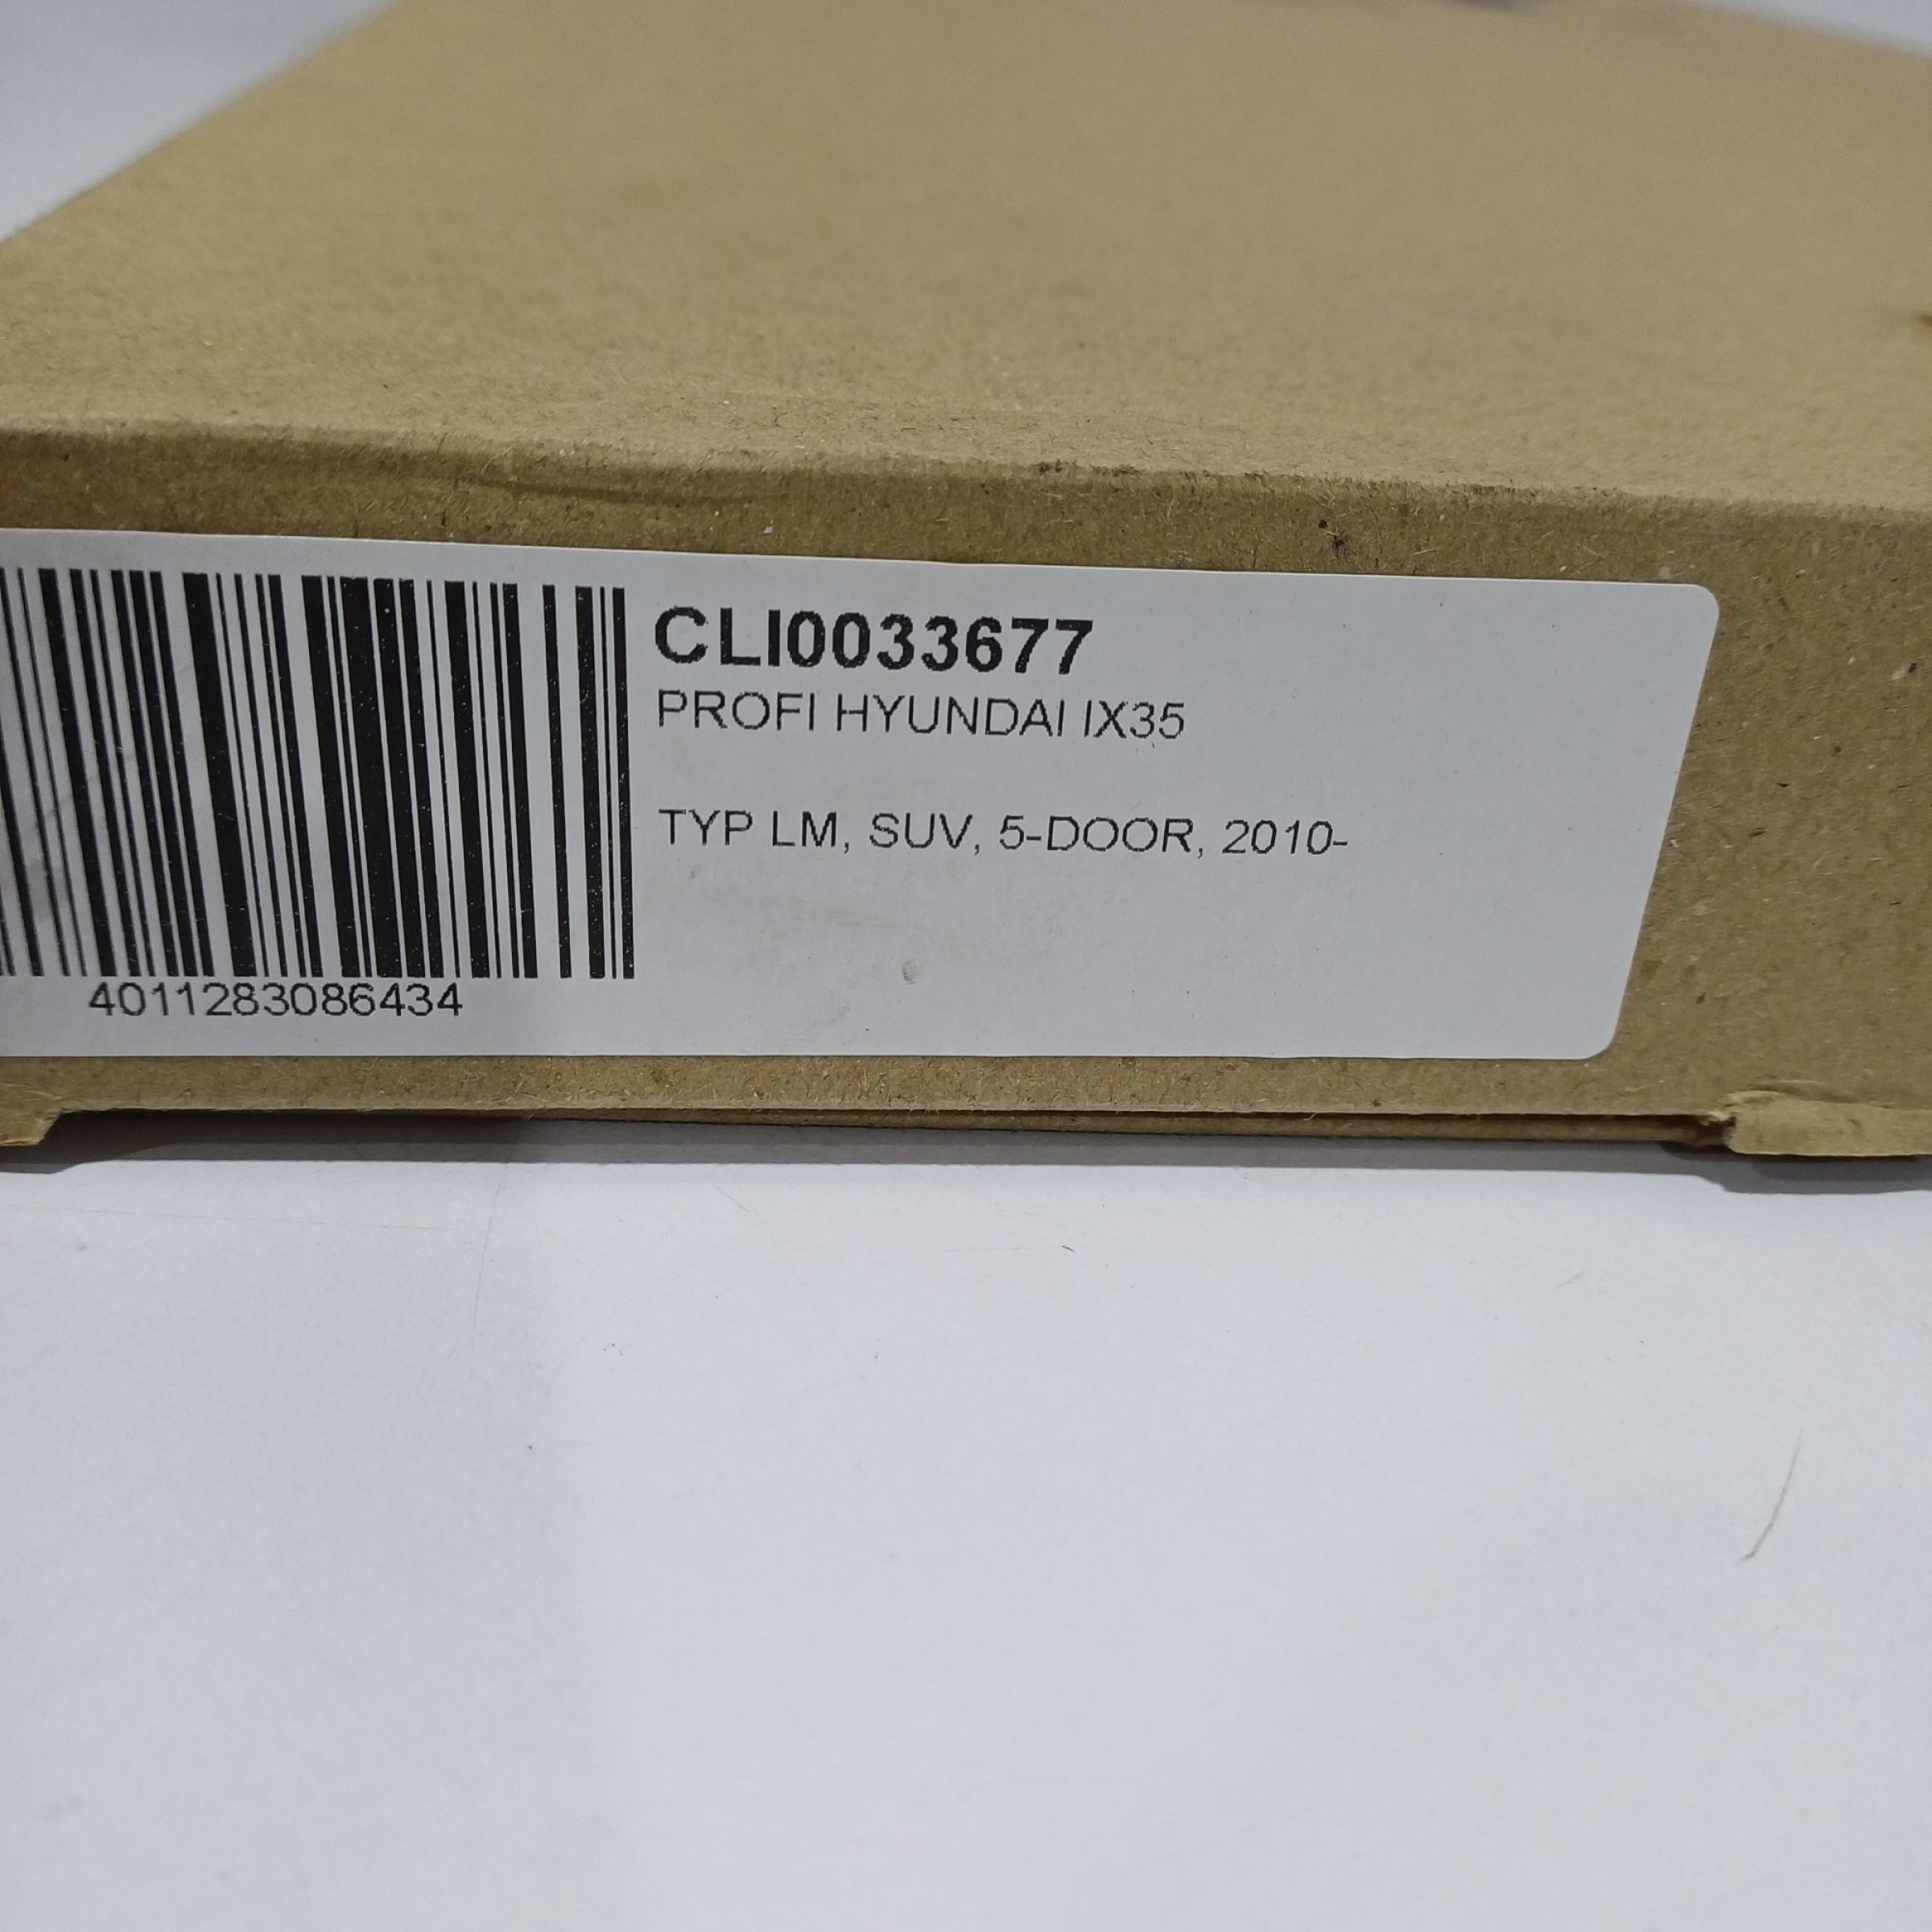 CLI0033677
PROFI HYUNDAI IX35
TYP LM, SUV, 5-DOOR, 2010-
4011283086434